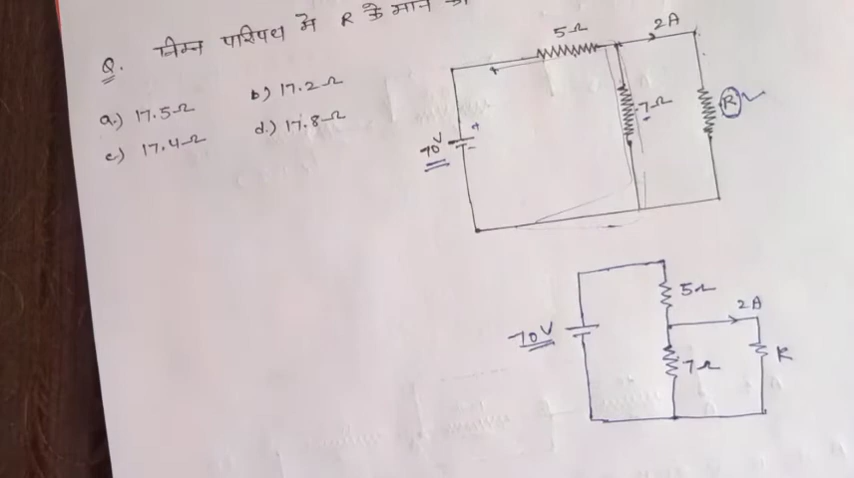 Q. निम्न परिपथ में R के मान
a.) 17.5Ω b.) 17.2Ω
c) 17.4Ω d.) 17.8Ω
5Ω 2A
7Ω R
70V + -
5Ω
2A
70V
7Ω R